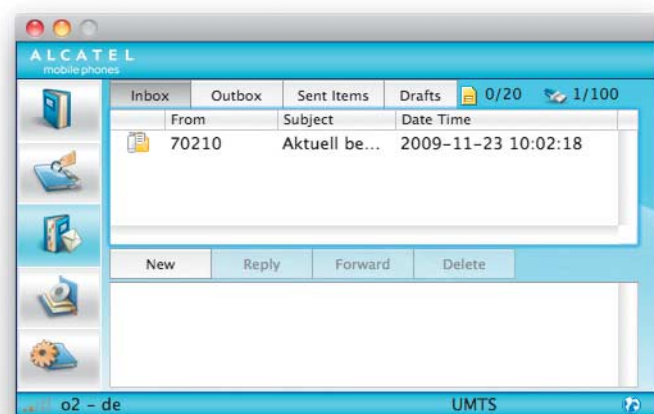 ALCATEL
mobile phones
Inbox Outbox Sent Items Drafts 0/20 1/100
From Subject Date Time
70210 Aktuell be... 2009-11-23 10:02:18
New Reply Forward Delete
o2 - de UMTS